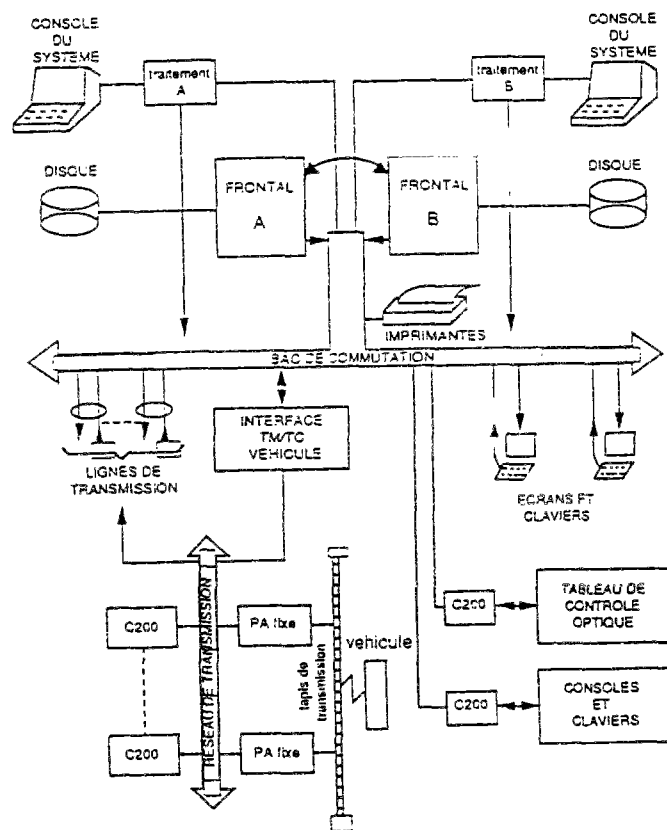 CONSOLE
DU
SYSTEME
traitement
A
traitement
B
CONSOLE
DU
SYSTEME
DISQUE
FRONTAL
A
FRONTAL
B
DISQUE
IMPRIMANTES
BAC DE COMMUTATION
LIGNES DE
TRANSMISSION
INTERFACE
TM/TC
VEHICULE
ECRANS ET
CLAVIERS
C200
PA fixe
RESEAU DE TRANSMISSION
tapis de
transmission
vehicule
C200
TABLEAU DE
CONTROLE
OPTIQUE
C200
PA fixe
C200
CONSOLES
ET
CLAVIERS